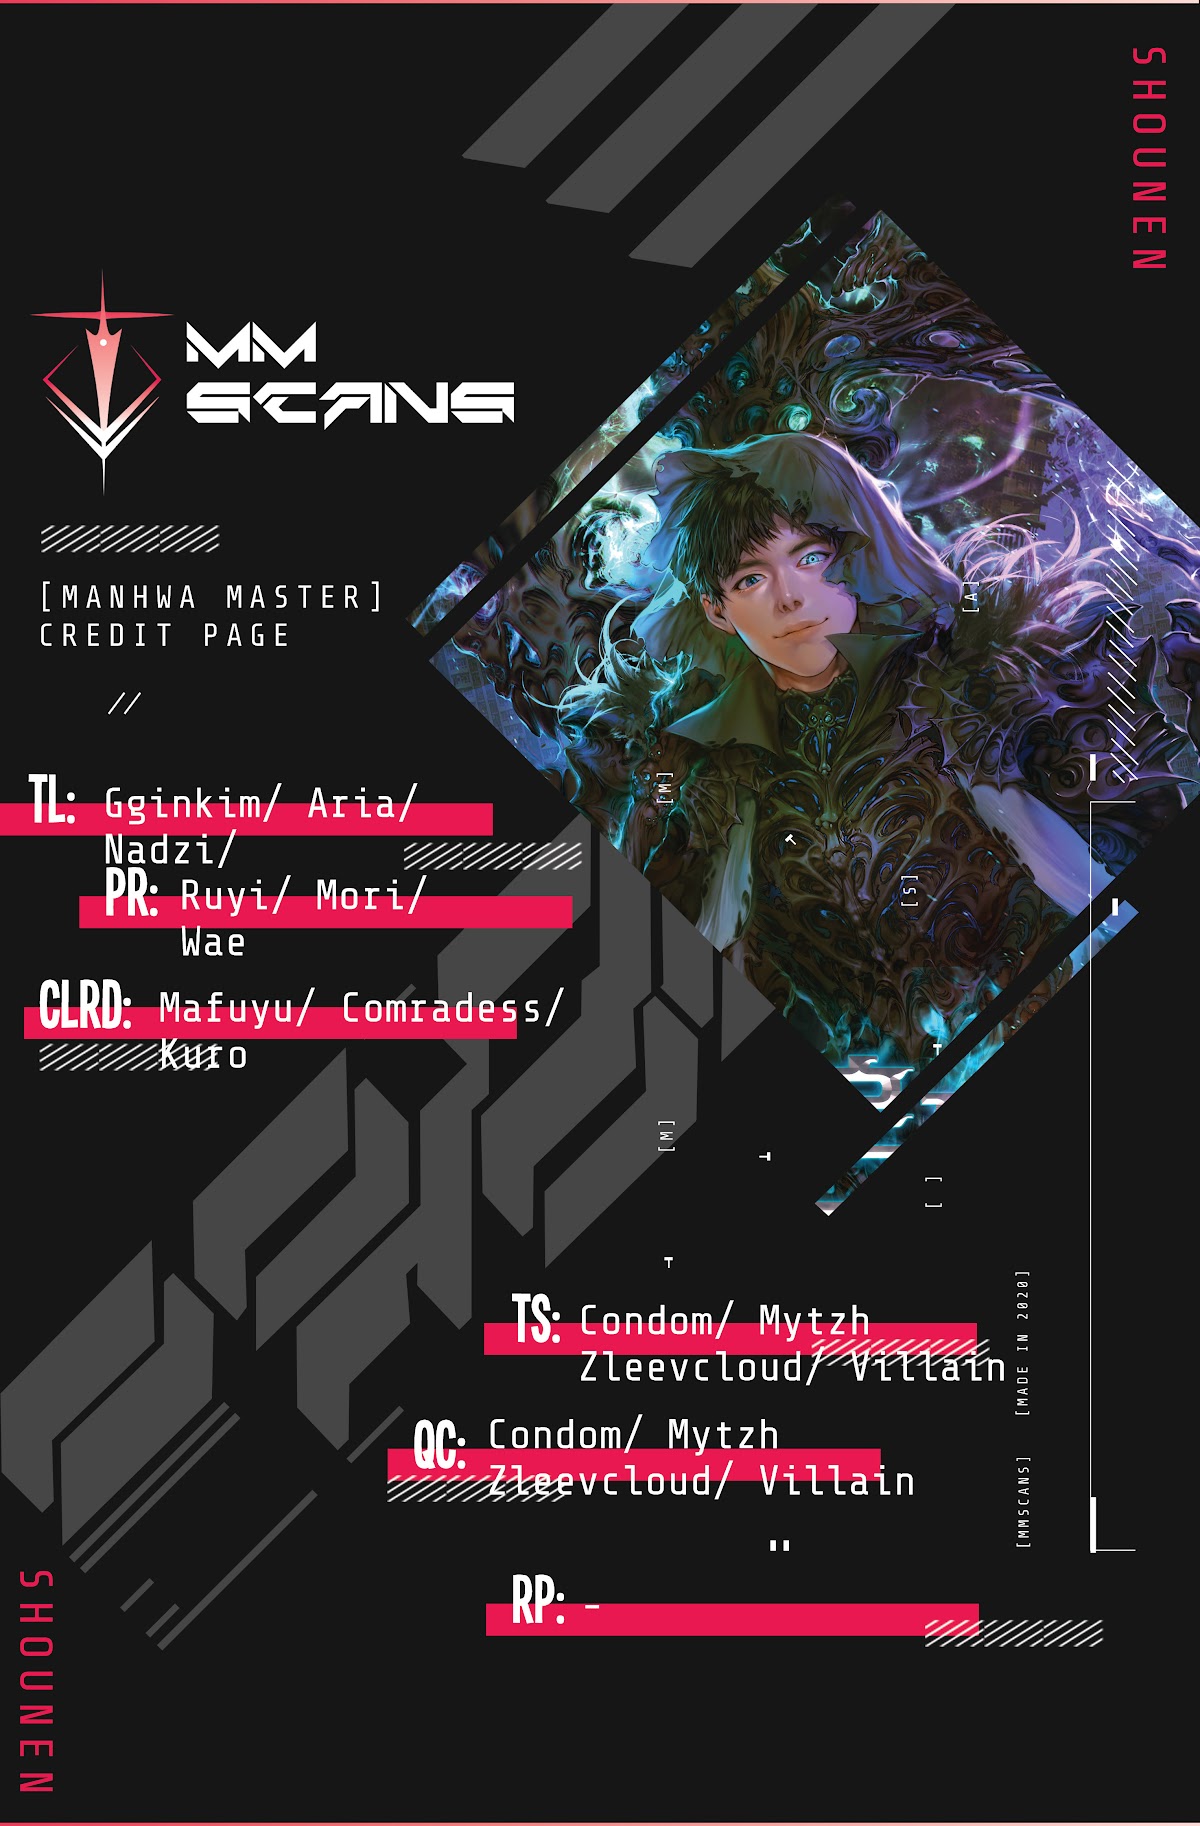 SHOUNEN
MM
SCANS
[MANHWA MASTER]
CREDIT PAGE
//
[A]
[M]
T
[S]
TL: Gginkim/ Aria/
Nadzi/
PR: Ruyi/ Mori/
Wae
CLRD: Mafuyu/ Comradess/
Kuro
T
[M]
T
[ ]
T
TS: Condom/ Mytzh
Zleevcloud/ Villain
[MADE IN 2020]
QC: Condom/ Mytzh
Zleevcloud/ Villain
[MMSCANS]
RP: -
SHOUNEN